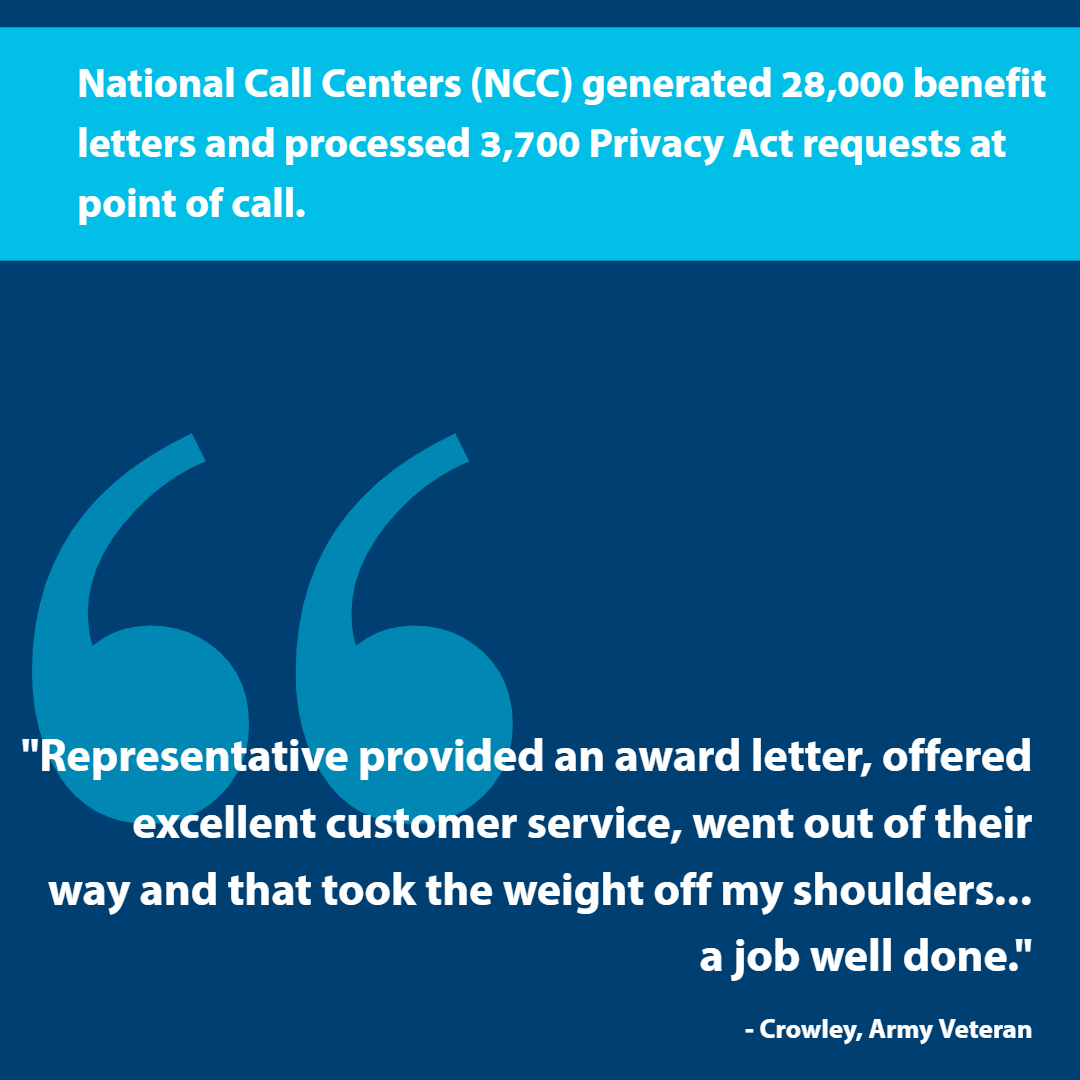 National Call Centers (NCC) generated 28,000 benefit
letters and processed 3,700 Privacy Act requests at
point of call.
"Representative provided an award letter, offered
excellent customer service, went out of their
way and that took the weight off my shoulders...
a job well done."
- Crowley, Army Veteran